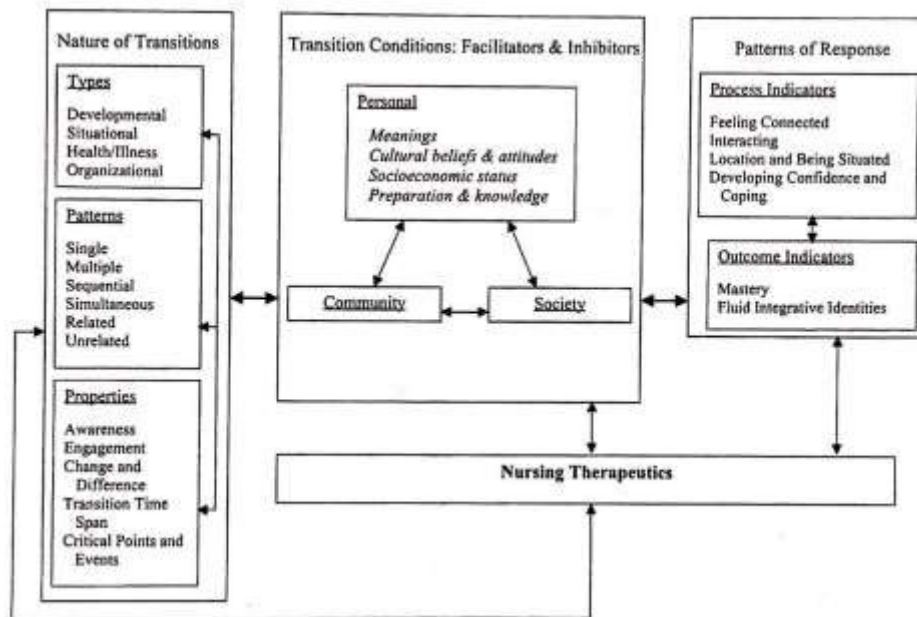 Nature of Transitions
Types
Developmental
Situational
Health/Illness
Organizational
Patterns
Single
Multiple
Sequential
Simultaneous
Related
Unrelated
Properties
Awareness
Engagement
Change and
Difference
Transition Time
Span
Critical Points and
Events
Transition Conditions: Facilitators & Inhibitors
Personal
Meanings
Cultural beliefs & attitudes
Socioeconomic status
Preparation & knowledge
Community
Society
Patterns of Response
Process Indicators
Feeling Connected
Interacting
Location and Being Situated
Developing Confidence and
Coping
Outcome Indicators
Mastery
Fluid Integrative Identities
Nursing Therapeutics